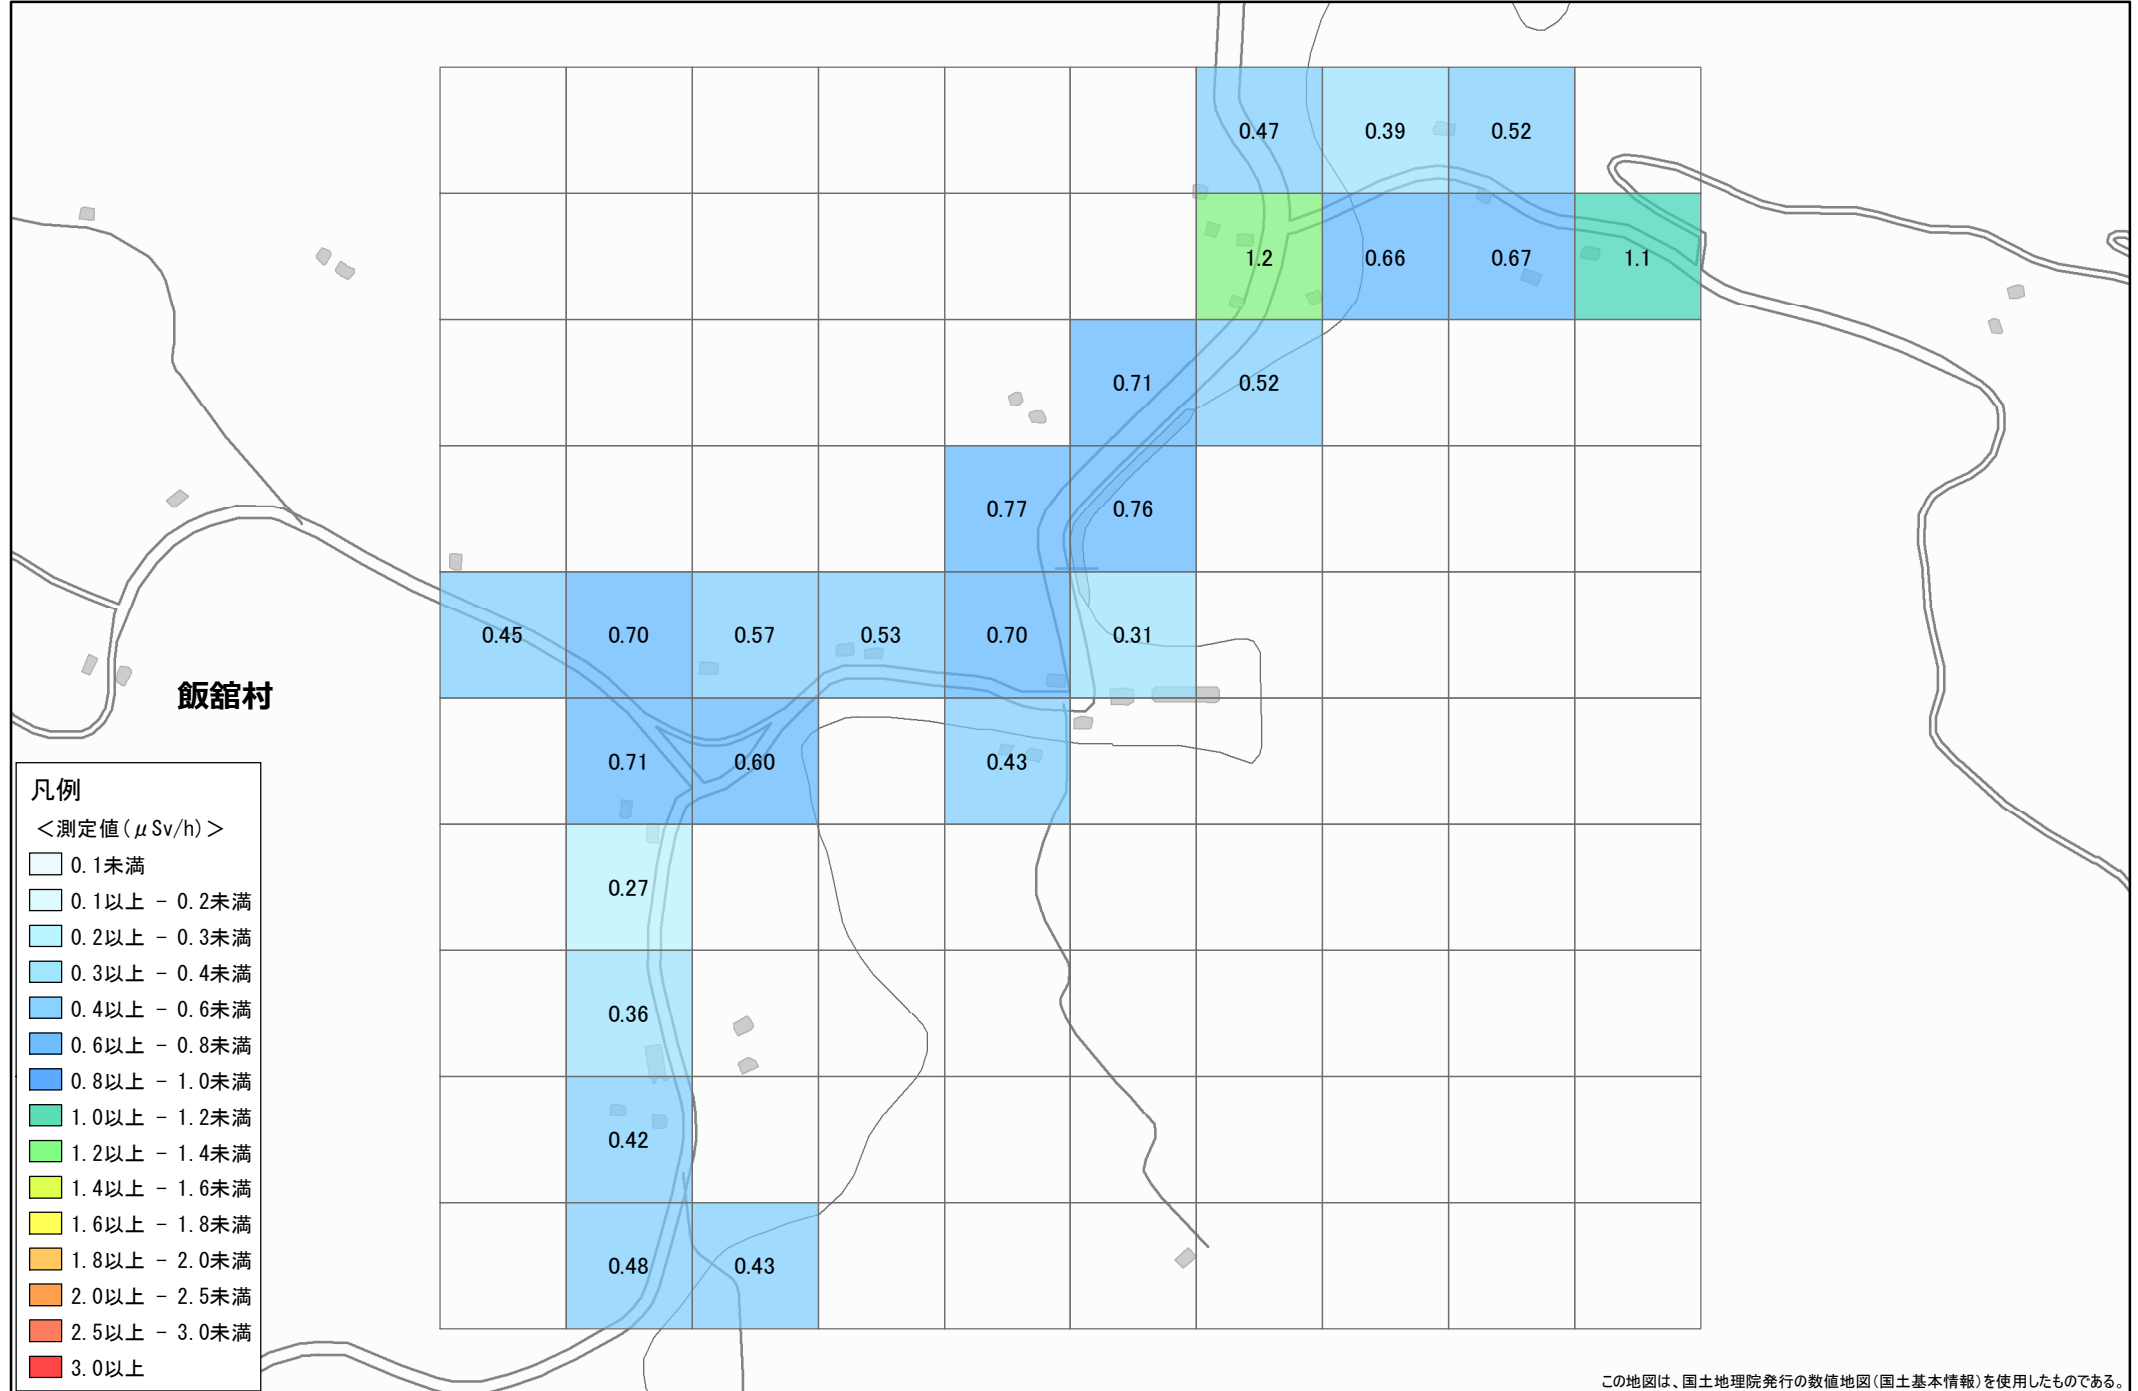 0.47 0.39 0.52
1.2 0.66 0.67 1.1
0.71 0.52
0.77 0.76
0.45 0.70 0.57 0.53 0.70 0.31
飯舘村
0.71 0.60 0.43
0.27
0.36
0.42
0.48 0.43
凡例
＜測定値(μSv/h)＞
0.1未満
0.1以上 - 0.2未満
0.2以上 - 0.3未満
0.3以上 - 0.4未満
0.4以上 - 0.6未満
0.6以上 - 0.8未満
0.8以上 - 1.0未満
1.0以上 - 1.2未満
1.2以上 - 1.4未満
1.4以上 - 1.6未満
1.6以上 - 1.8未満
1.8以上 - 2.0未満
2.0以上 - 2.5未満
2.5以上 - 3.0未満
3.0以上
この地図は、国土地理院発行の数値地図(国土基本情報)を使用したものである。